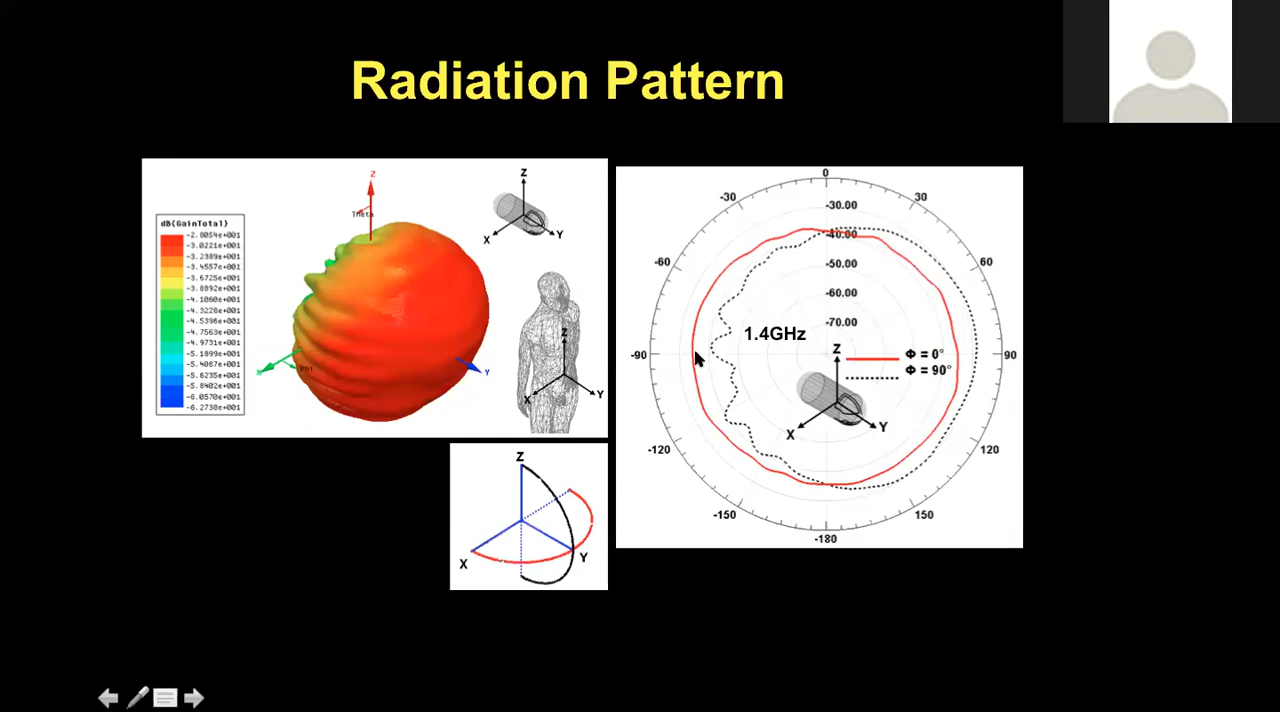 Radiation Pattern
dB(GainTotal)
-2.8054e+001
-3.0221e+001
-3.2389e+001
-3.4557e+001
-3.6725e+001
-3.8892e+001
-4.1060e+001
-4.3228e+001
-4.5396e+001
-4.7563e+001
-4.9731e+001
-5.1899e+001
-5.4067e+001
-5.6235e+001
-5.8402e+001
-6.0570e+001
-6.2738e+001
Z
Theta
X
Phi
Y
Z
X
Y
Z
X
Y
Z
X
Y
0
-30
30
-30.00
-40.00
-60
60
-50.00
-60.00
-70.00
1.4GHz
-90
90
Z
Φ = 0°
Φ = 90°
X
Y
-120
120
-150
150
-180